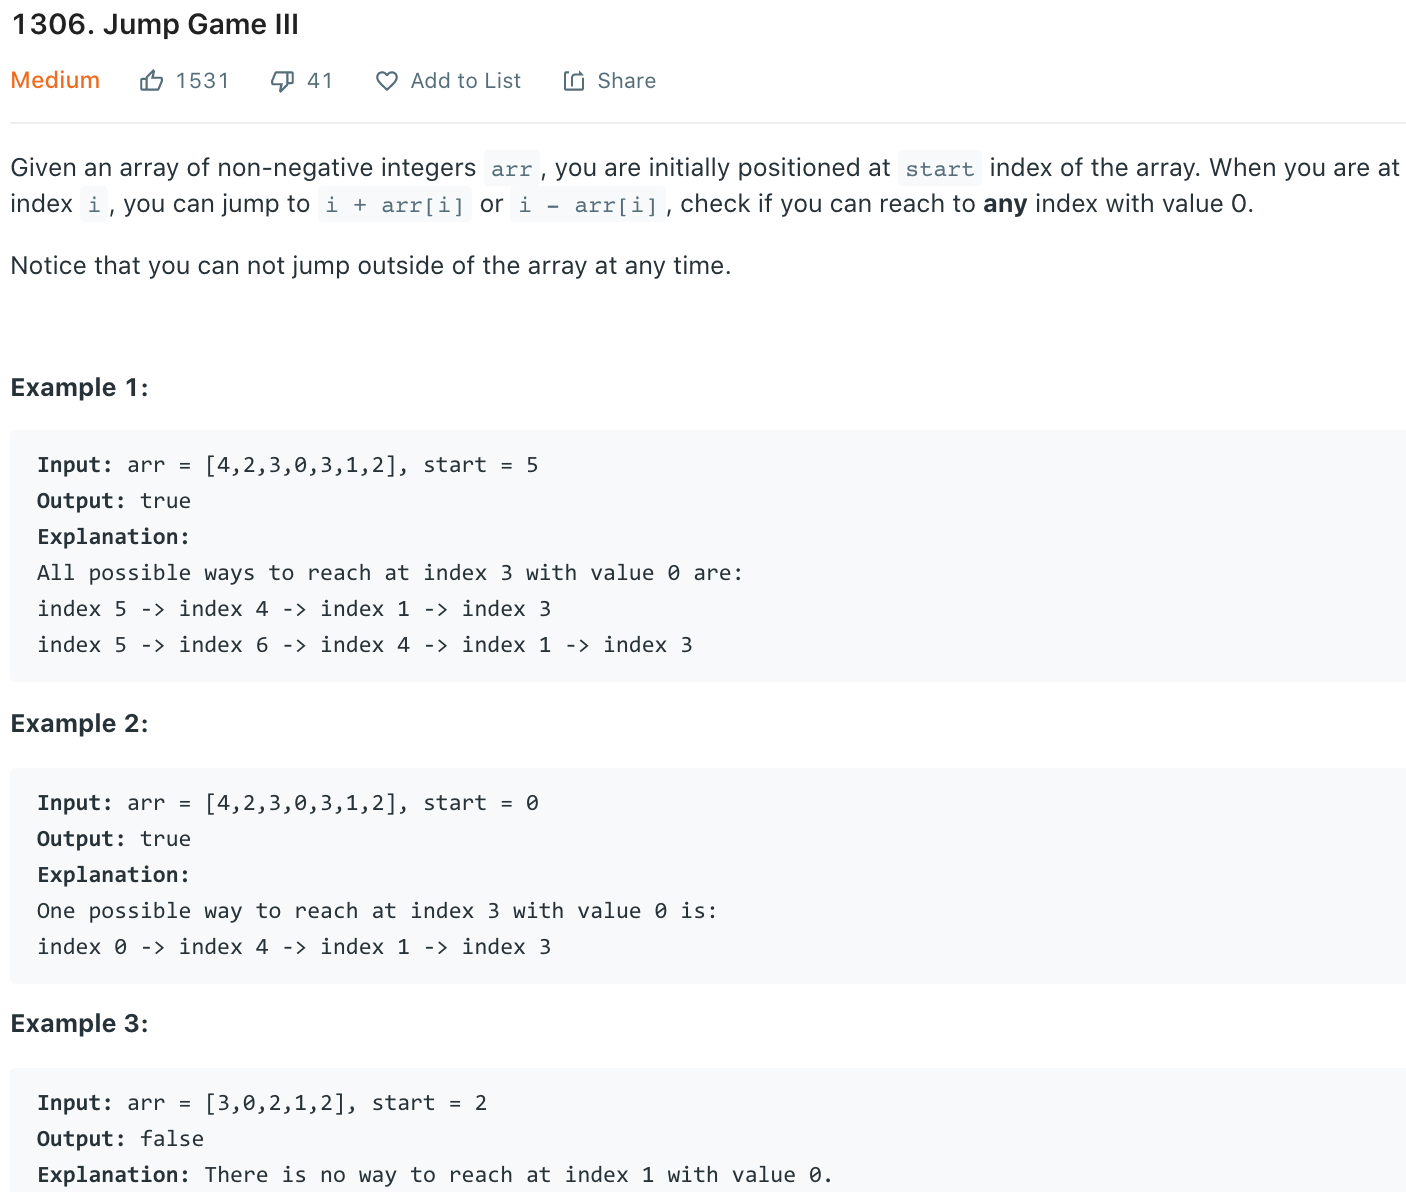 1306. Jump Game III
Medium 1531 41 Add to List Share
Given an array of non-negative integers arr, you are initially positioned at start index of the array. When you are at
index i, you can jump to i + arr[i] or i - arr[i], check if you can reach to any index with value 0.
Notice that you can not jump outside of the array at any time.
Example 1:
Input: arr = [4,2,3,0,3,1,2], start = 5
Output: true
Explanation:
All possible ways to reach at index 3 with value 0 are:
index 5 -> index 4 -> index 1 -> index 3
index 5 -> index 6 -> index 4 -> index 1 -> index 3
Example 2:
Input: arr = [4,2,3,0,3,1,2], start = 0
Output: true
Explanation:
One possible way to reach at index 3 with value 0 is:
index 0 -> index 4 -> index 1 -> index 3
Example 3:
Input: arr = [3,0,2,1,2], start = 2
Output: false
Explanation: There is no way to reach at index 1 with value 0.